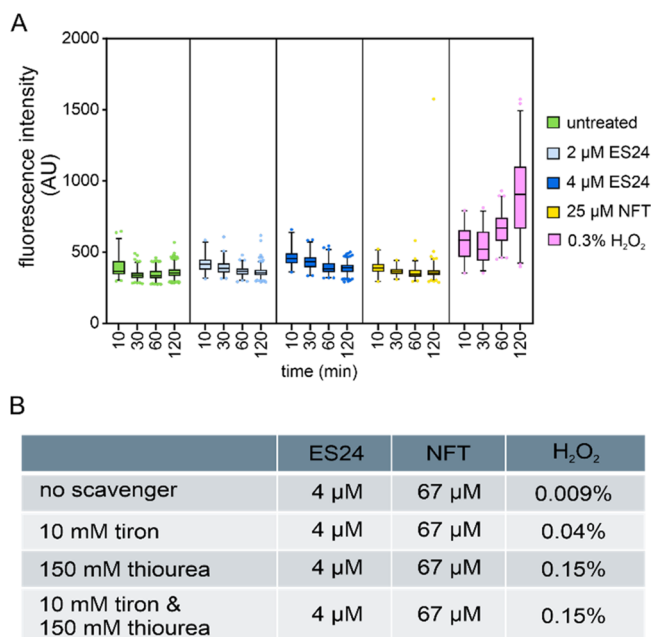 A
fluorescence intensity
(AU)
2000
1500
1000
500
0
10 30 60 120 10 30 60 120 10 30 60 120 10 30 60 120 10 30 60 120
time (min)
untreated
2 µM ES24
4 µM ES24
25 µM NFT
0.3% H₂O₂
B
ES24 NFT H₂O₂
no scavenger 4 µM 67 µM 0.009%
10 mM tiron 4 µM 67 µM 0.04%
150 mM thiourea 4 µM 67 µM 0.15%
10 mM tiron &
150 mM thiourea 4 µM 67 µM 0.15%